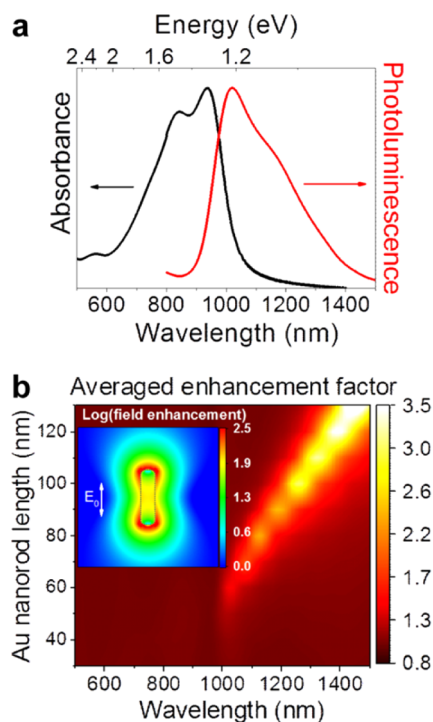 a
Energy (eV)
2.4 2 1.6 1.2
Absorbance
Photoluminescence
600 800 1000 1200 1400
Wavelength (nm)
b
Averaged enhancement factor
Au nanorod length (nm)
120
100
80
60
40
Log(field enhancement)
E₀
2.5
1.9
1.3
0.6
0.0
3.5
3.1
2.7
2.2
1.7
1.3
0.8
600 800 1000 1200 1400
Wavelength (nm)